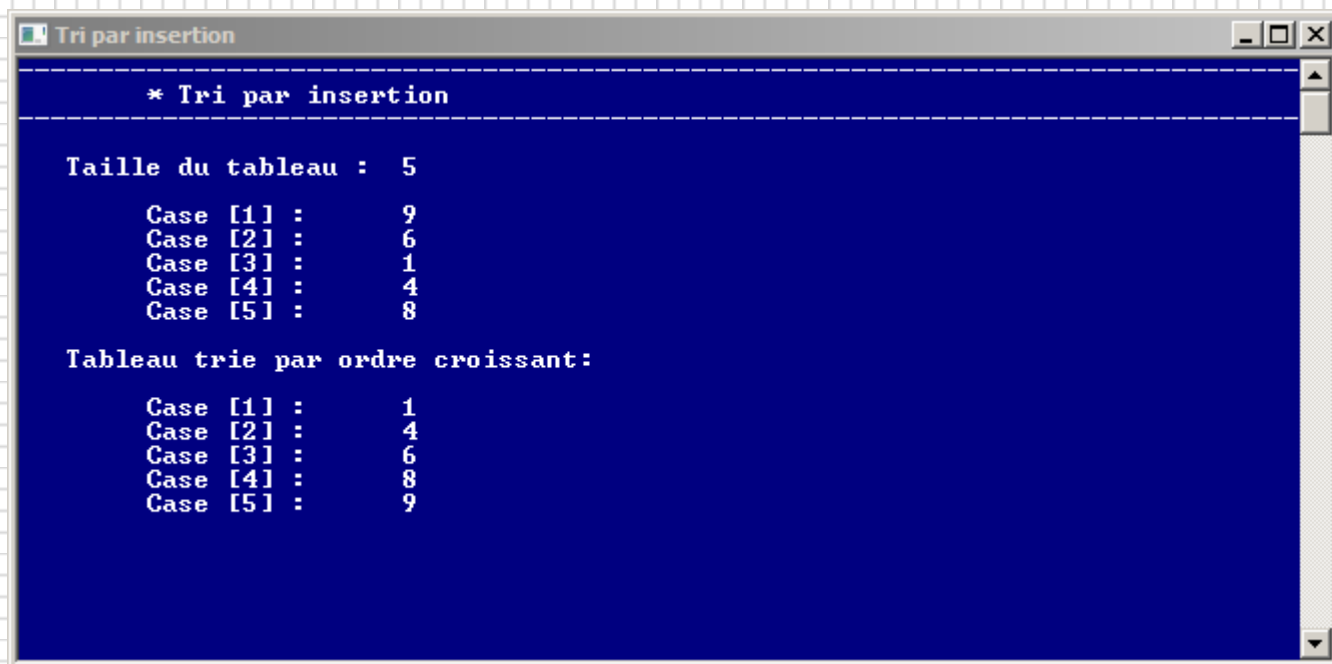 Tri par insertion
* Tri par insertion
Taille du tableau : 5
Case [1] : 9
Case [2] : 6
Case [3] : 1
Case [4] : 4
Case [5] : 8
Tableau trie par ordre croissant:
Case [1] : 1
Case [2] : 4
Case [3] : 6
Case [4] : 8
Case [5] : 9